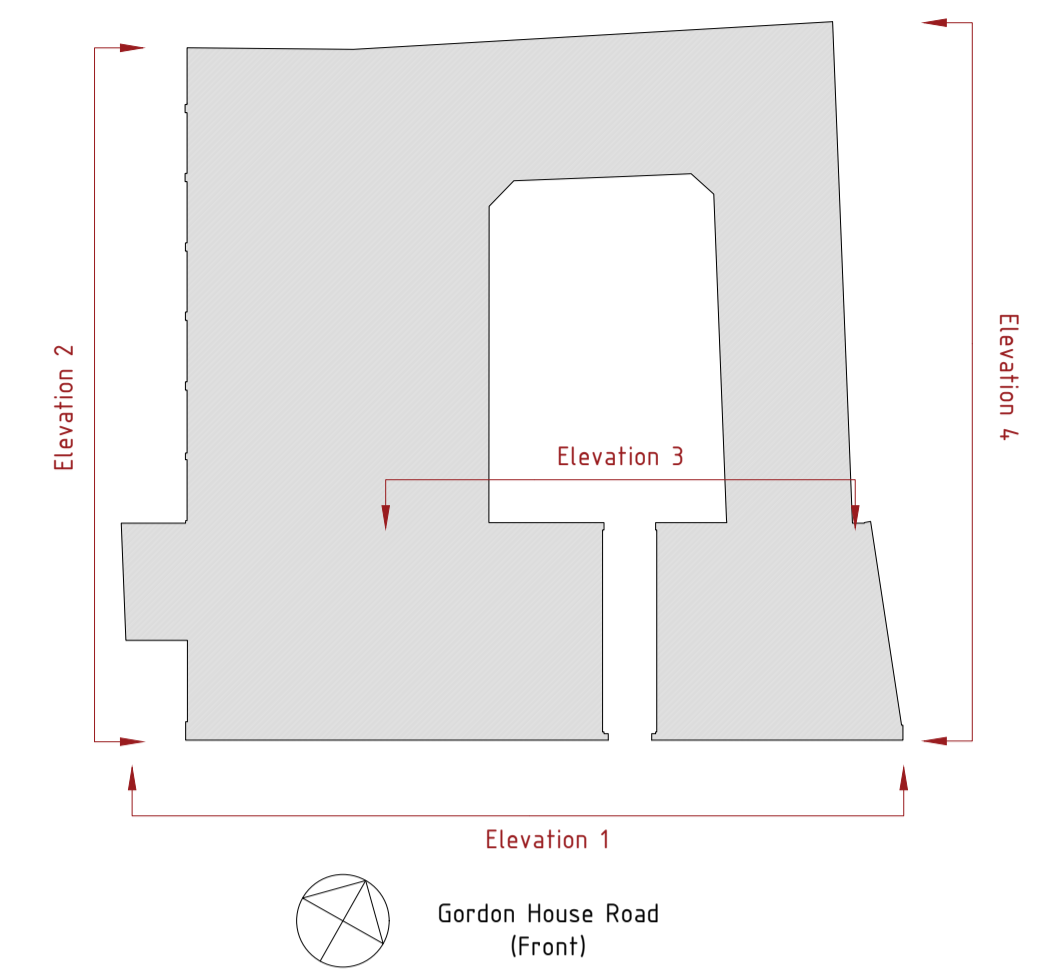 Elevation 2
Elevation 4
Elevation 3
Elevation 1
Gordon House Road
(Front)